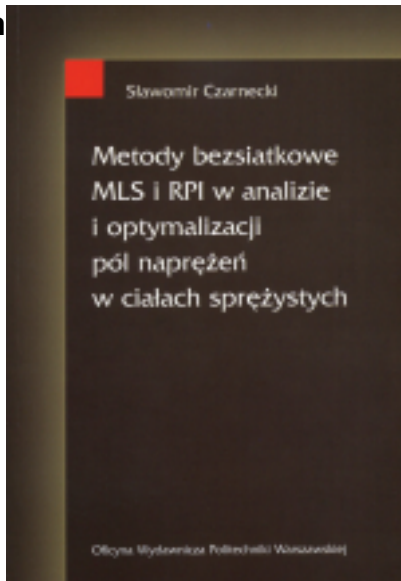 Sławomir Czarnecki
Metody bezsiatkowe
MLS i RPI w analizie
i optymalizacji
pól naprężeń
w ciałach sprężystych
Oficyna Wydawnicza Politechniki Warszawskiej